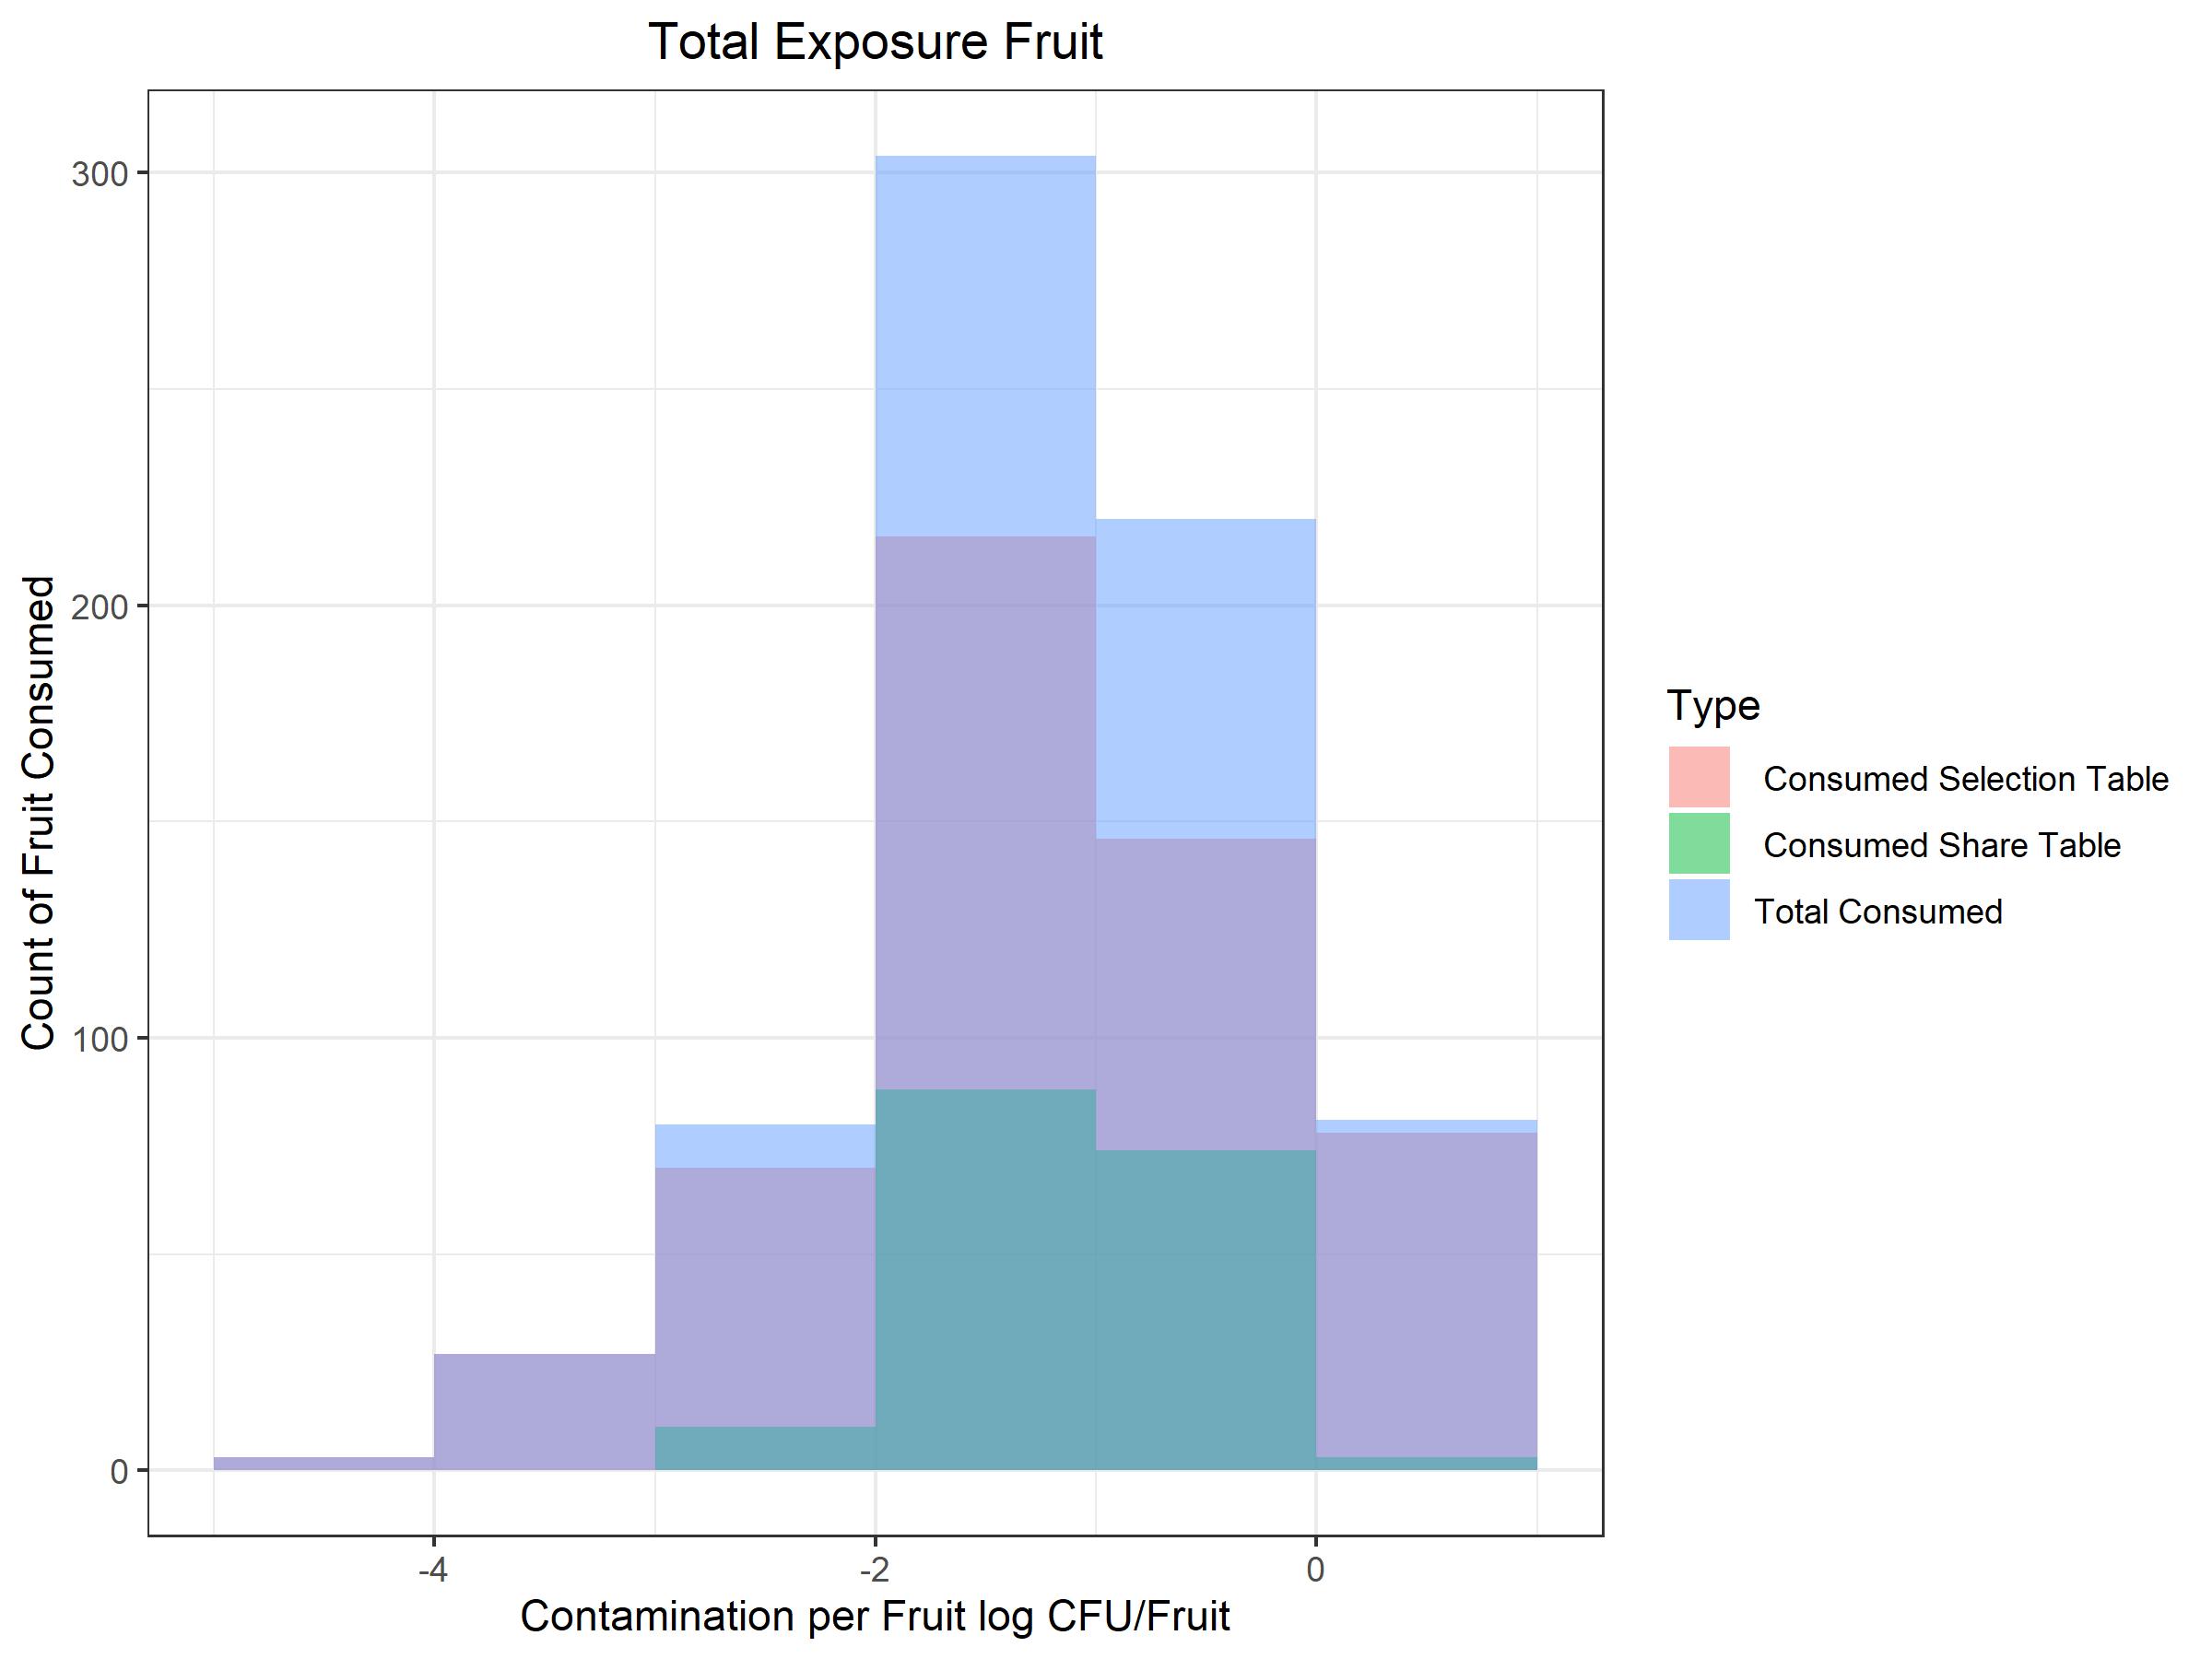 Total Exposure Fruit
300
200
100
0
Count of Fruit Consumed
-4
-2
0
Contamination per Fruit log CFU/Fruit
Type
Consumed Selection Table
Consumed Share Table
Total Consumed